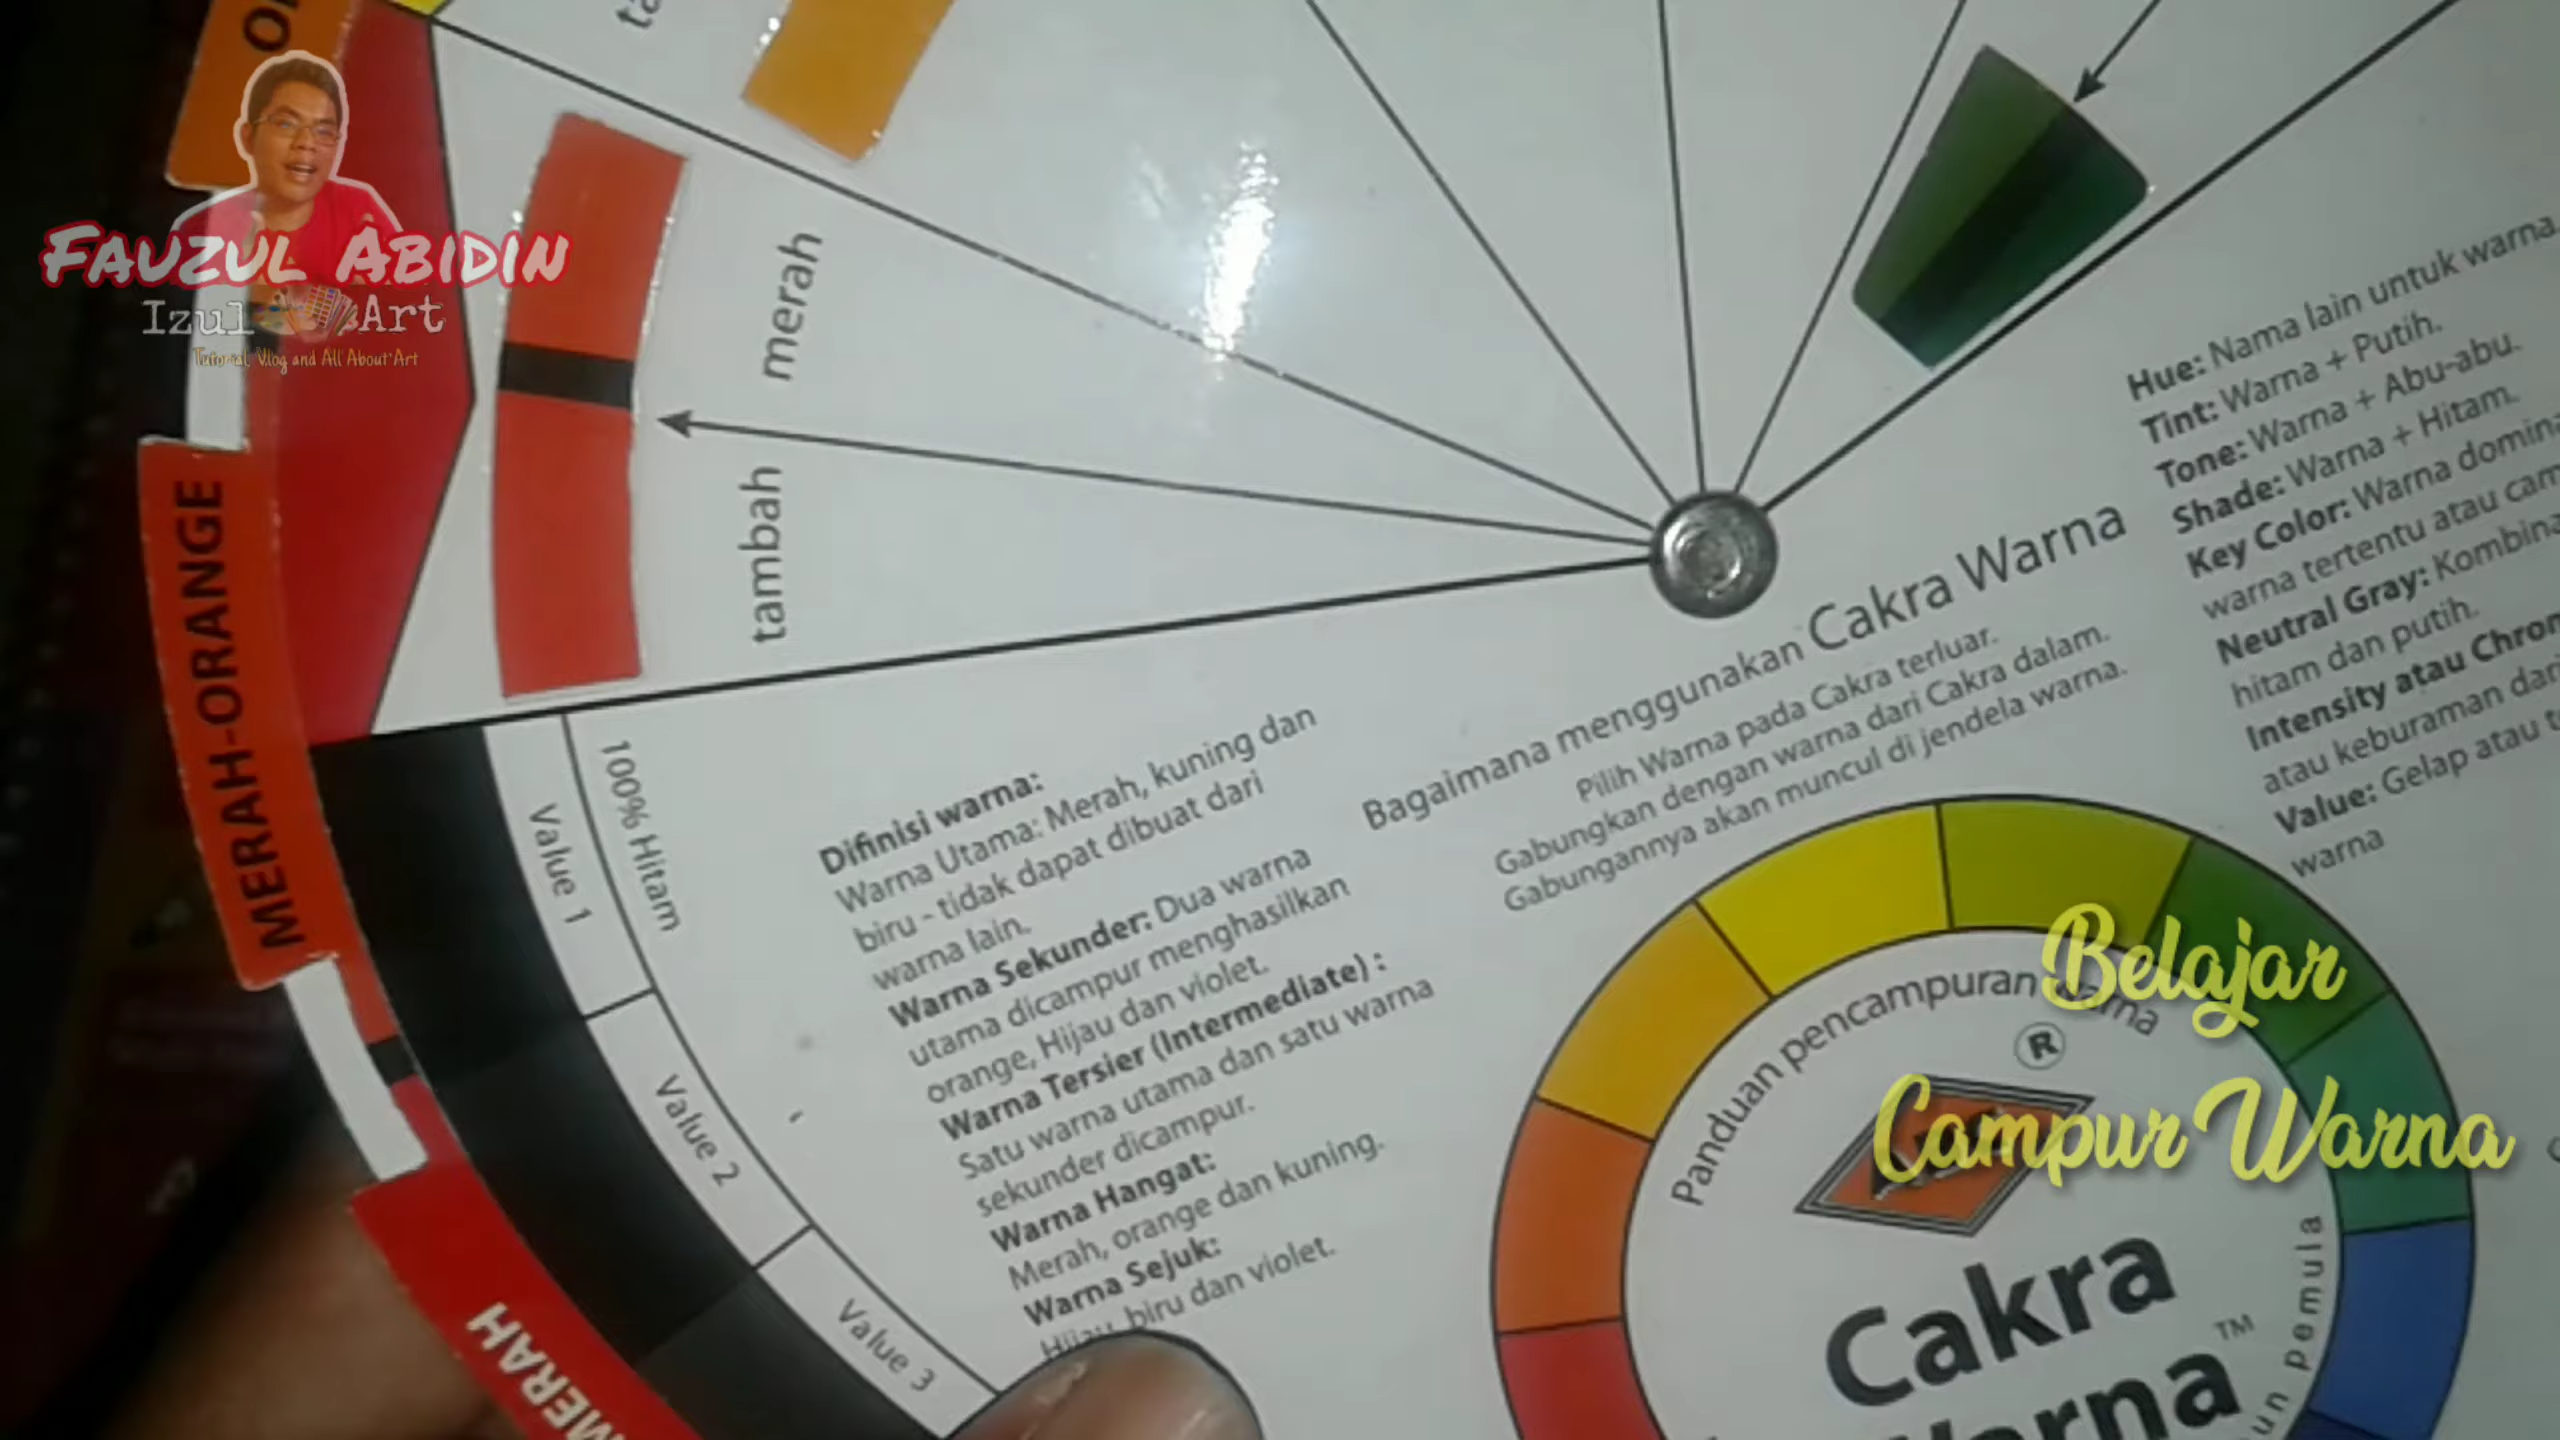 FAUZUL ABIDIN
Izul Art
Tutorial, Vlog and All About Art
merah
tambah
MERAH-ORANGE
MERAH
100% Hitam
Value 1
Value 2
Value 3
Difinisi warna:
Warna Utama: Merah, kuning dan
biru - tidak dapat dibuat dari
warna lain.
Warna Sekunder: Dua warna
utama dicampur menghasilkan
orange, Hijau dan violet.
Warna Tersier (Intermediate) :
Satu warna utama dan satu warna
sekunder dicampur.
Warna Hangat:
Merah, orange dan kuning.
Warna Sejuk:
Hijau, biru dan violet.
Bagaimana menggunakan Cakra Warna
Pilih Warna pada Cakra terluar.
Gabungkan dengan warna dari Cakra dalam.
Gabungannya akan muncul di jendela warna.
Hue: Nama lain untuk warna.
Tint: Warna + Putih.
Tone: Warna + Abu-abu.
Shade: Warna + Hitam.
Key Color: Warna
warna tertentu atau
Neutral Gray:
hitam dan putih.
Intensity atau
atau keburaman
Value: Gelap atau
warna
Panduan pencampuran warna
®
Cakra
Warna
™
pemula
Belajar
Campur Warna